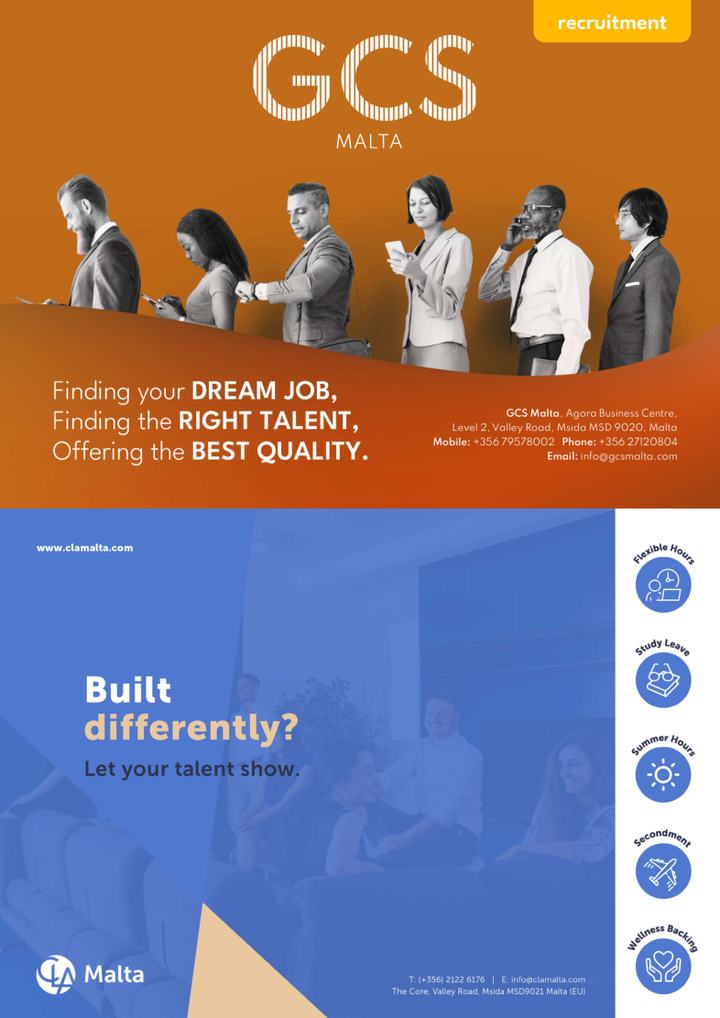 recruitment
GCS
MALTA
Finding your DREAM JOB,
Finding the RIGHT TALENT,
Offering the BEST QUALITY.
GCS Malta, Agora Business Centre,
Level 2, Valley Road, Msida MSD 9020, Malta
Mobile: +356 79578002 Phone: +356 27120804
Email: info@gcsmalta.com
www.clamalta.com
Built
differently?
Let your talent show.
CLA Malta
T: (+356) 2122 6176 | E: info@clamalta.com
The Core, Valley Road, Msida MSD9021 Malta (EU)
Flexible Hours
Study Leave
Summer Hours
Secondment
Wellness Backing